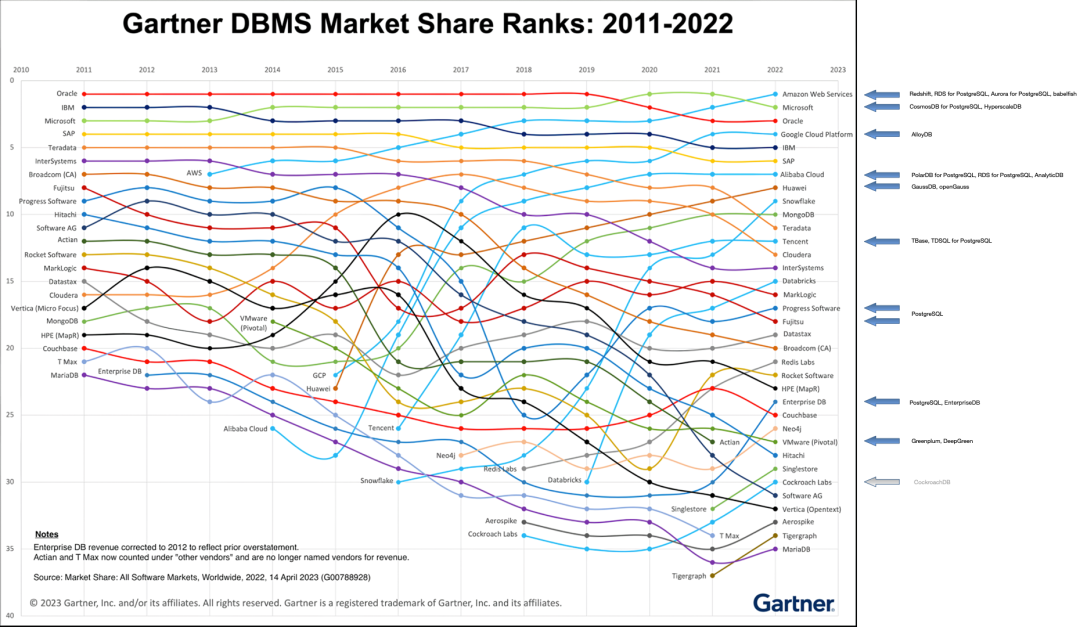 Gartner DBMS Market Share Ranks: 2011-2022
2010 2011 2012 2013 2014 2015 2016 2017 2018 2019 2020 2021 2022 2023
0
5
10
15
20
25
30
35
40
Oracle
IBM
Microsoft
SAP
Teradata
InterSystems
Broadcom (CA)
Fujitsu
Progress Software
Hitachi
Software AG
Actian
Rocket Software
MarkLogic
Datastax
Cloudera
Vertica (Micro Focus)
MongoDB
HPE (MapR)
Couchbase
T Max
MariaDB
AWS
Enterprise DB
VMware
(Pivotal)
GCP
Huawei
Alibaba Cloud
Tencent
Snowflake
Neo4j
Redis Labs
Databricks
Aerospike
Cockroach Labs
Singlestore
Actian
T Max
Tigergraph
Amazon Web Services
Microsoft
Oracle
Google Cloud Platform
IBM
SAP
Alibaba Cloud
Huawei
Snowflake
MongoDB
Teradata
Tencent
Cloudera
InterSystems
Databricks
MarkLogic
Progress Software
Fujitsu
Datastax
Broadcom (CA)
Redis Labs
Rocket Software
HPE (MapR)
Enterprise DB
Couchbase
Neo4j
VMware (Pivotal)
Hitachi
Singlestore
Cockroach Labs
Software AG
Vertica (Opentext)
Aerospike
Tigergraph
MariaDB
Redshift, RDS for PostgreSQL, Aurora for PostgreSQL, babelfish
CosmosDB for PostgreSQL, HyperscaleDB
AlloyDB
PolarDB for PostgreSQL, RDS for PostgreSQL, AnalyticDB
GaussDB, openGauss
TBase, TDSQL for PostgreSQL
PostgreSQL
PostgreSQL, EnterpriseDB
Greenplum, DeepGreen
CockroachDB
Notes
Enterprise DB revenue corrected to 2012 to reflect prior overstatement.
Actian and T Max now counted under "other vendors" and are no longer named vendors for revenue.
Source: Market Share: All Software Markets, Worldwide, 2022, 14 April 2023 (G00788928)
© 2023 Gartner, Inc. and/or its affiliates. All rights reserved. Gartner is a registered trademark of Gartner, Inc. and its affiliates.
Gartner